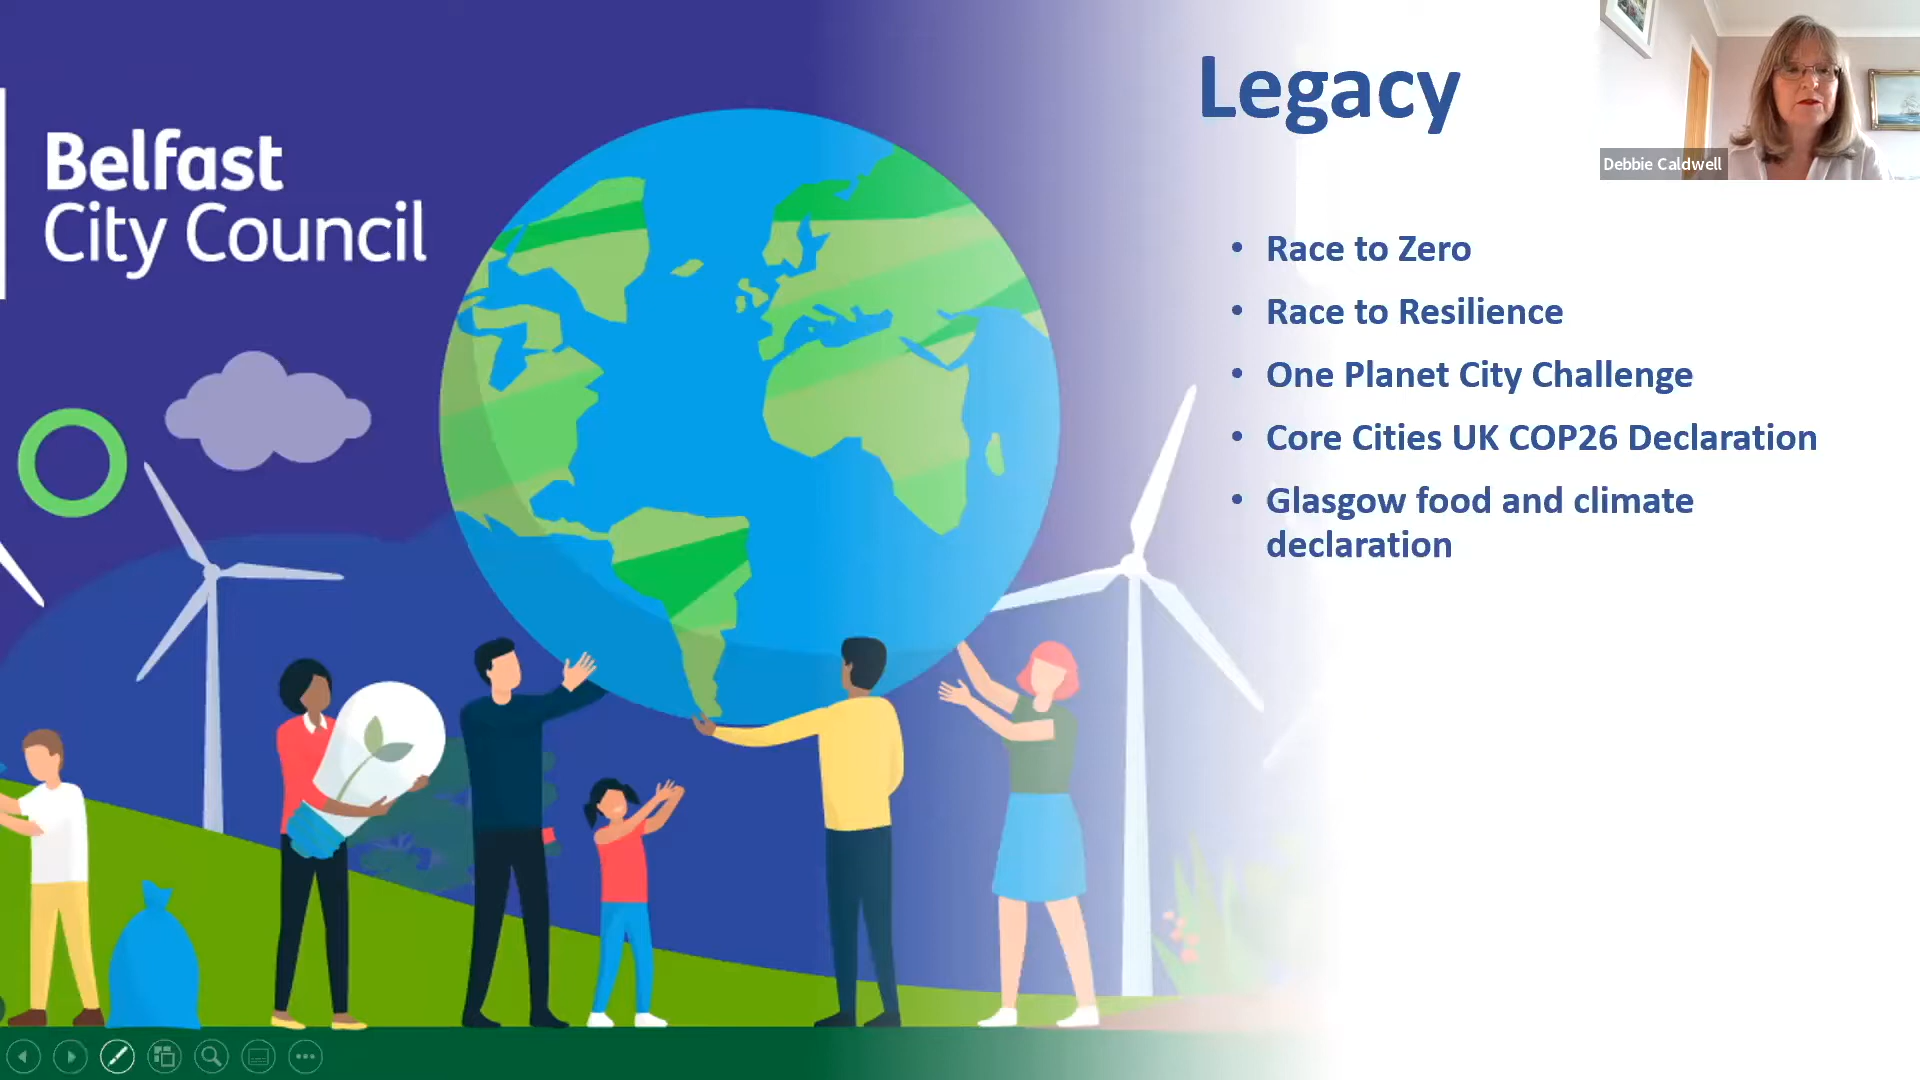 Belfast
City Council
Legacy
Debbie Caldwell
• Race to Zero
• Race to Resilience
• One Planet City Challenge
• Core Cities UK COP26 Declaration
• Glasgow food and climate
declaration